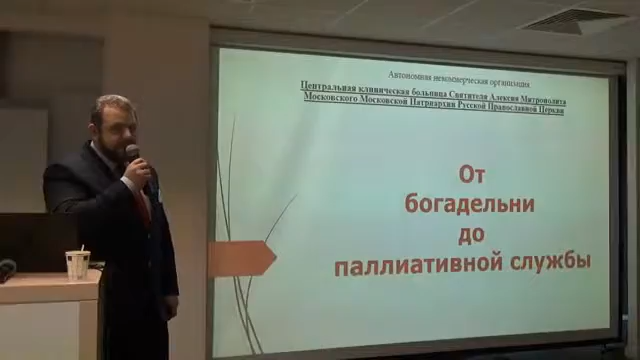 Автономная некоммерческая организация
Центральная клиническая больница Святителя Алексия Митрополита
Московского Московской Патриархии Русской Православной Церкви
От
богадельни
до
паллиативной службы